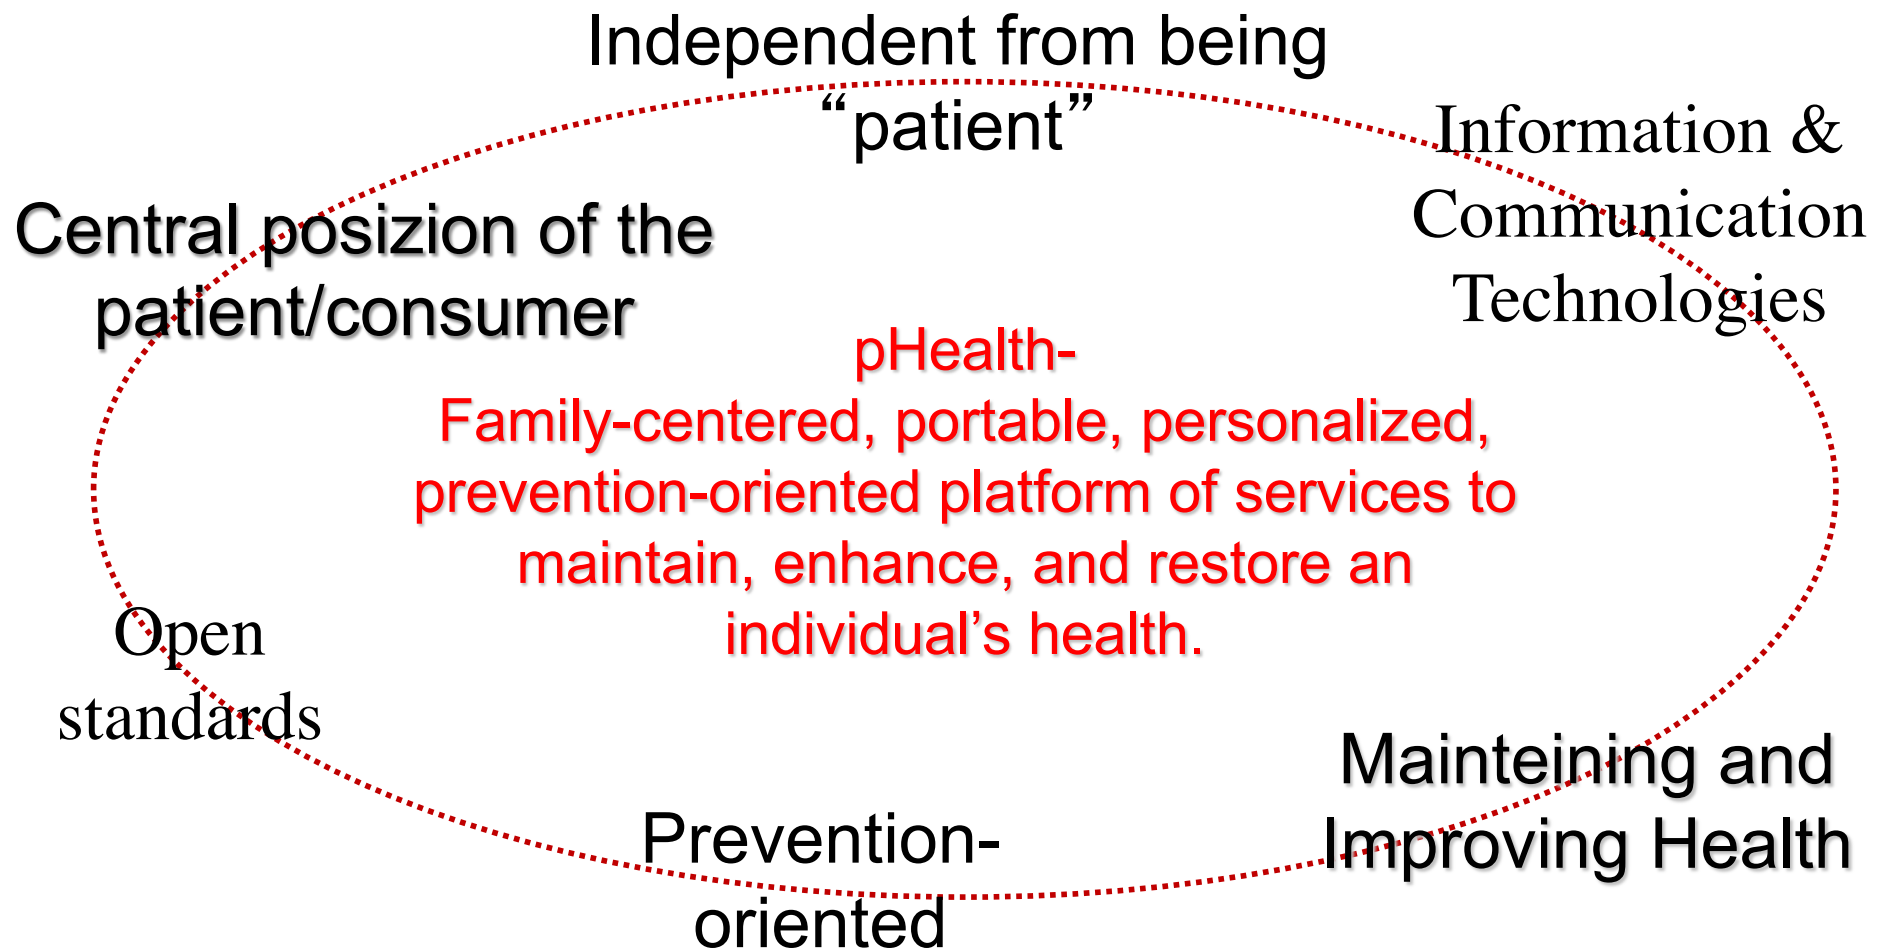 Independent from being
“patient”
Information &
Communication
Technologies
Central posizion of the
patient/consumer
pHealth-
Family-centered, portable, personalized,
prevention-oriented platform of services to
maintain, enhance, and restore an
individual’s health.
Open
standards
Mainteining and
Improving Health
Prevention-
oriented